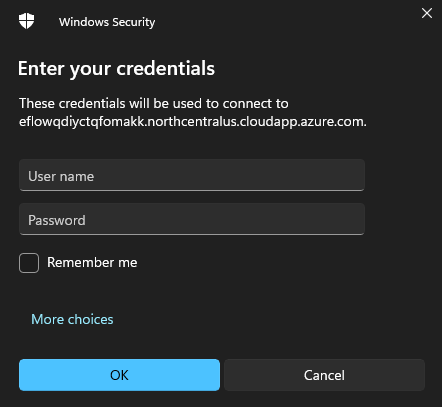 Windows Security
Enter your credentials
These credentials will be used to connect to
eflowqdiyctqfomakk.northcentralus.cloudapp.azure.com.
User name
Password
Remember me
More choices
OK
Cancel